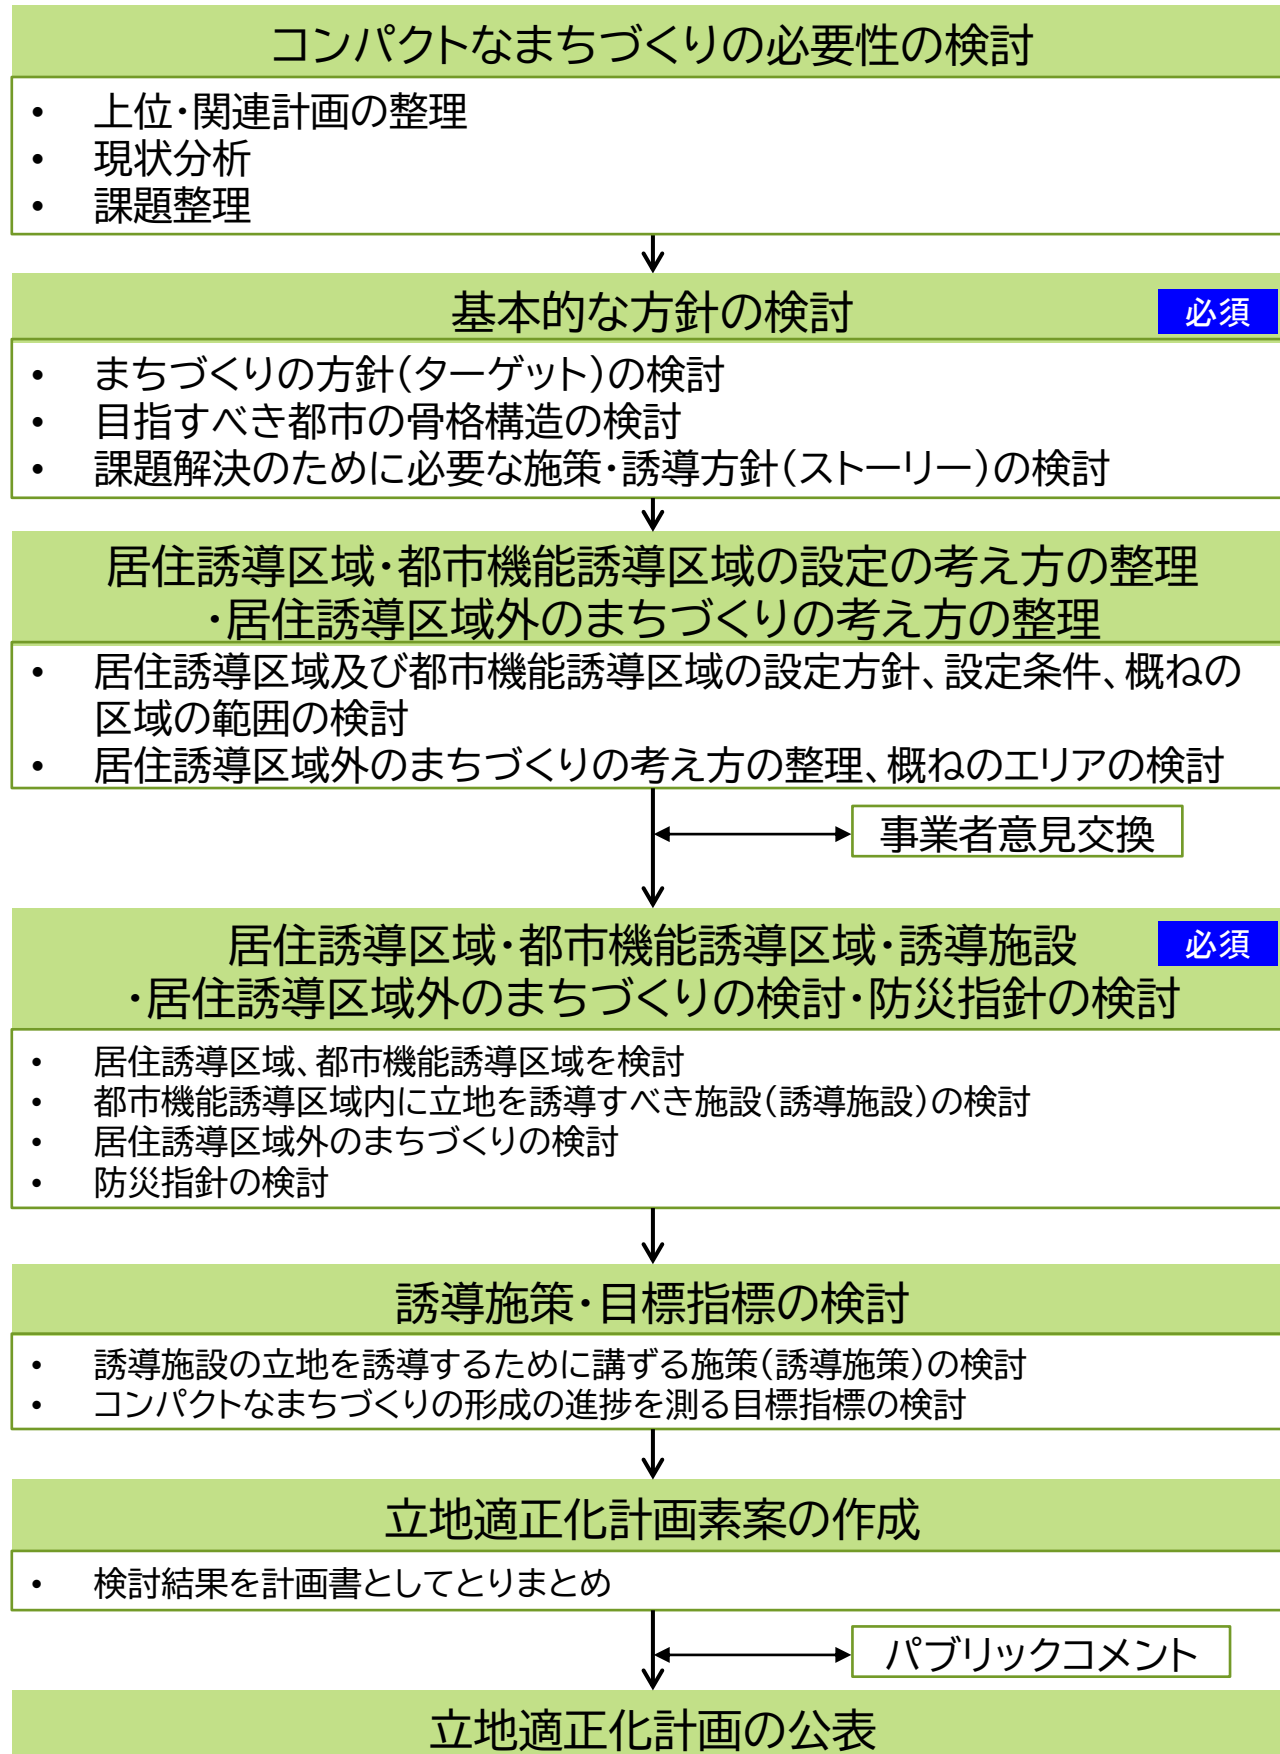 コンパクトなまちづくりの必要性の検討
• 上位・関連計画の整理
• 現状分析
• 課題整理
基本的な方針の検討
必須
• まちづくりの方針(ターゲット)の検討
• 目指すべき都市の骨格構造の検討
• 課題解決のために必要な施策・誘導方針(ストーリー)の検討
居住誘導区域・都市機能誘導区域の設定の考え方の整理
・居住誘導区域外のまちづくりの考え方の整理
• 居住誘導区域及び都市機能誘導区域の設定方針、設定条件、概ねの
区域の範囲の検討
• 居住誘導区域外のまちづくりの考え方の整理、概ねのエリアの検討
事業者意見交換
居住誘導区域・都市機能誘導区域・誘導施設
必須
・居住誘導区域外のまちづくりの検討・防災指針の検討
• 居住誘導区域、都市機能誘導区域を検討
• 都市機能誘導区域内に立地を誘導すべき施設(誘導施設)の検討
• 居住誘導区域外のまちづくりの検討
• 防災指針の検討
誘導施策・目標指標の検討
• 誘導施設の立地を誘導するために講ずる施策(誘導施策)の検討
• コンパクトなまちづくりの形成の進捗を測る目標指標の検討
立地適正化計画素案の作成
• 検討結果を計画書としてとりまとめ
パブリックコメント
立地適正化計画の公表